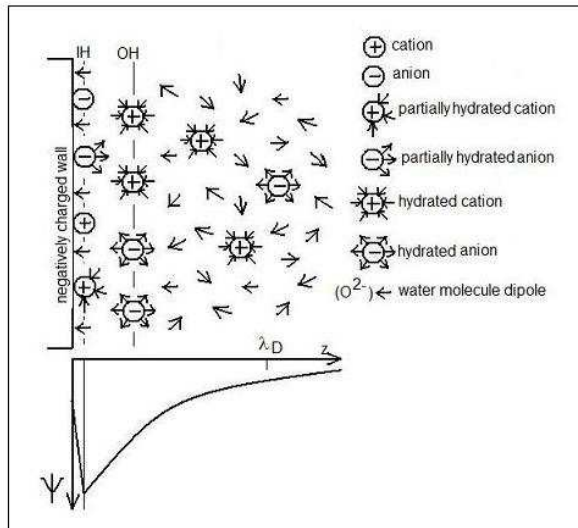 IH OH
negatively charged wall
cation
anion
partially hydrated cation
partially hydrated anion
hydrated cation
hydrated anion
(O²⁻) ← water molecule dipole
λD z
Ψ